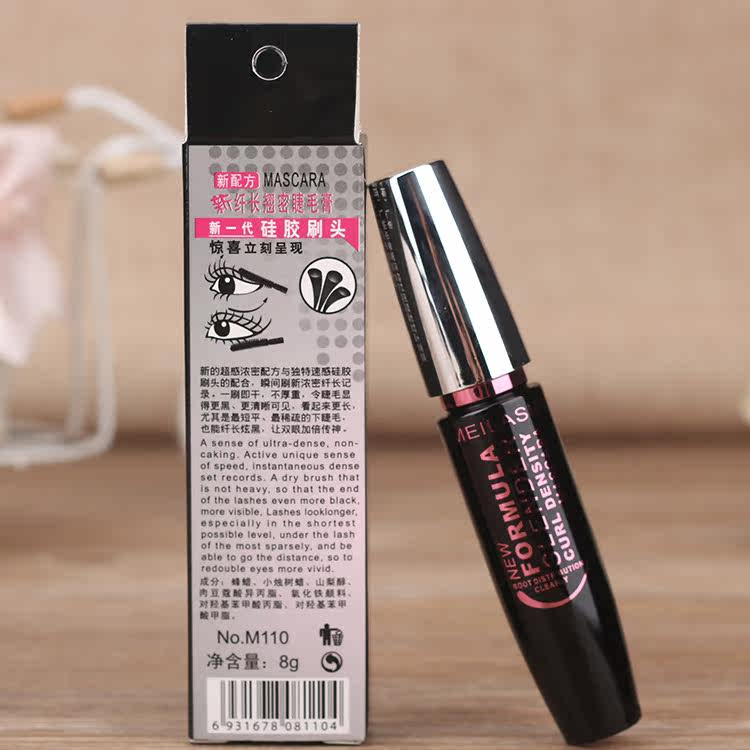 新配方 MASCARA
新纤长翘密睫毛膏
新一代 硅胶刷头
惊喜立刻呈现
新的超感浓密配方与独特速感硅胶
刷头的配合，瞬间刷新浓密纤长记
录。一刷即干，不厚重，令睫毛显
得更黑、更清晰可见，看起来更长，
尤其是最短平、最稀疏的下睫毛，
也能纤长炫黑，让双眼加倍传神。
A sense of ultra-dense, non-
caking. Active unique sense
of speed, instantaneous dense
set records. A dry brush that
is not heavy, so that the end
of the lashes even more black,
more visible, Lashes looklonger,
especially in the shortest
possible level, under the lash
of the most sparsely, and be
able to go the distance, so to
redouble eyes more vivid.
成分：蜂蜡、小烛树蜡、山梨醇、
肉豆蔻酸异丙脂、氧化铁颜料、
对羟基苯甲酸丙脂、对羟基苯甲
酸甲脂。
No.M110
净含量：8g
6 931678 081104
NEW
FORMULA
SLENDER
DENSITY
CURL
ROOT DISTRIBUTION
CLEARLY